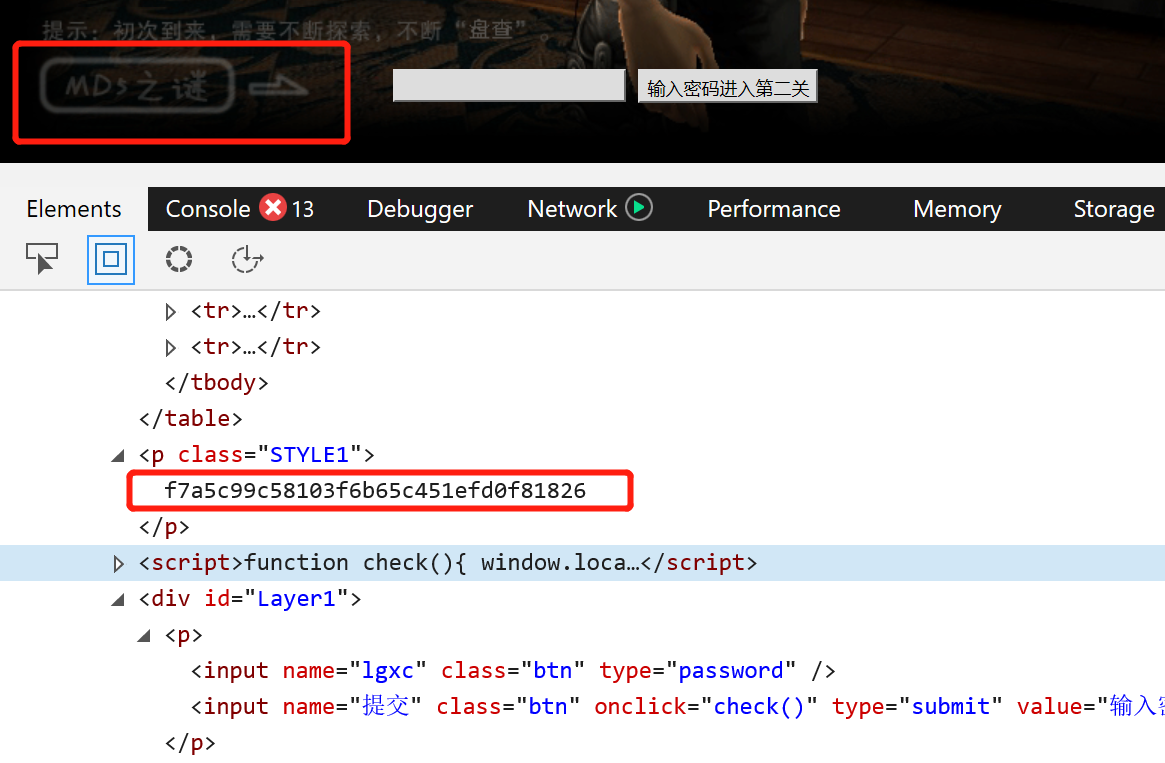 提示：初次到来，需要不断探索，不断“盘查”。
MD5之谜
输入密码进入第二关
Elements Console 13 Debugger Network Performance Memory Storage
<tr>…</tr>
<tr>…</tr>
</tbody>
</table>
<p class="STYLE1">
f7a5c99c58103f6b65c451efd0f81826
</p>
<script>function check(){ window.loca…</script>
<div id="Layer1">
<p>
<input name="lgxc" class="btn" type="password" />
<input name="提交" class="btn" onclick="check()" type="submit" value="输入
</p>